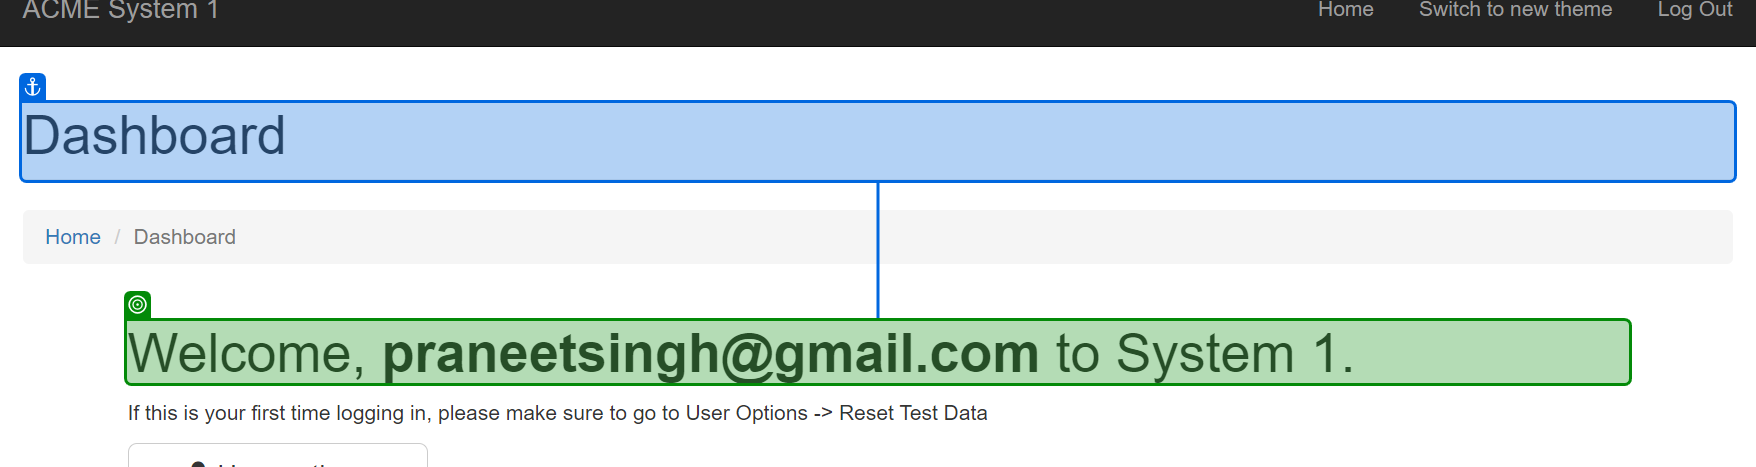 ACME System 1 Home Switch to new theme Log Out
Dashboard
Home / Dashboard
Welcome, praneetsingh@gmail.com to System 1.
If this is your first time logging in, please make sure to go to User Options -> Reset Test Data